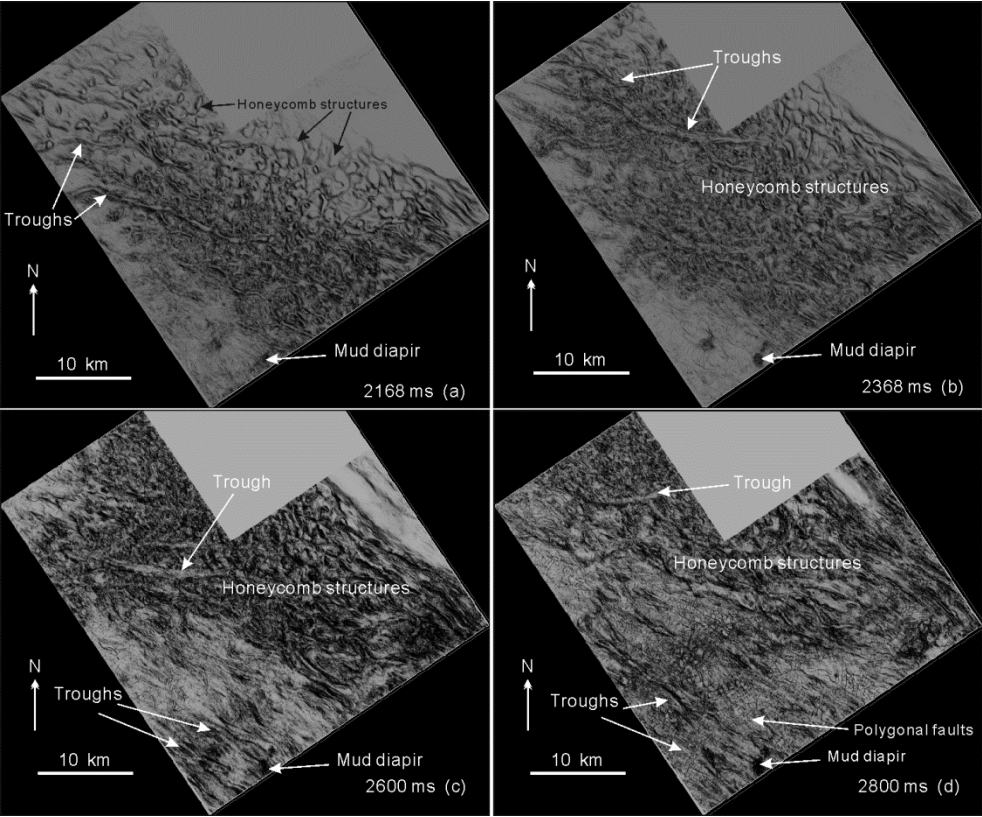 Honeycomb structures
Troughs
N
10 km
Mud diapir
2168 ms (a)
Troughs
Honeycomb structures
N
10 km
Mud diapir
2368 ms (b)
Trough
Honeycomb structures
N
Troughs
10 km
Mud diapir
2600 ms (c)
Trough
Honeycomb structures
N
Troughs
Polygonal faults
10 km
Mud diapir
2800 ms (d)